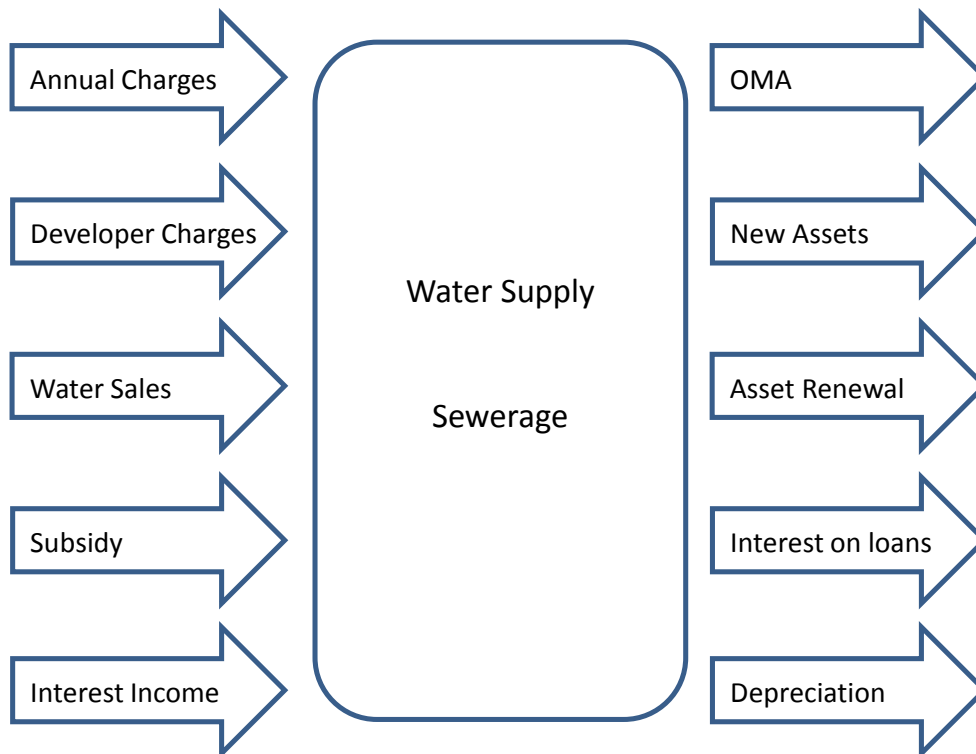 Annual Charges
Developer Charges
Water Sales
Subsidy
Interest Income
Water Supply
Sewerage
OMA
New Assets
Asset Renewal
Interest on loans
Depreciation